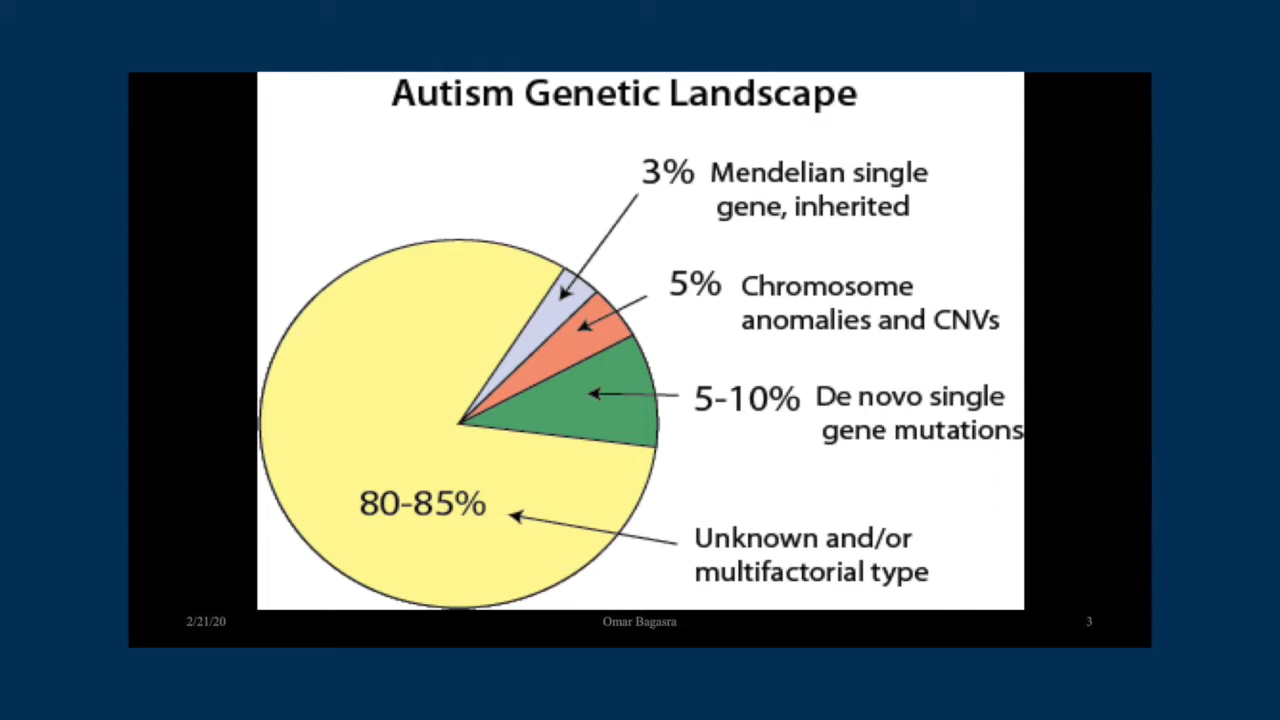 Autism Genetic Landscape
3% Mendelian single
gene, inherited
5% Chromosome
anomalies and CNVs
5-10% De novo single
gene mutations
80-85%
Unknown and/or
multifactorial type
2/21/20 Omar Bagasra 3